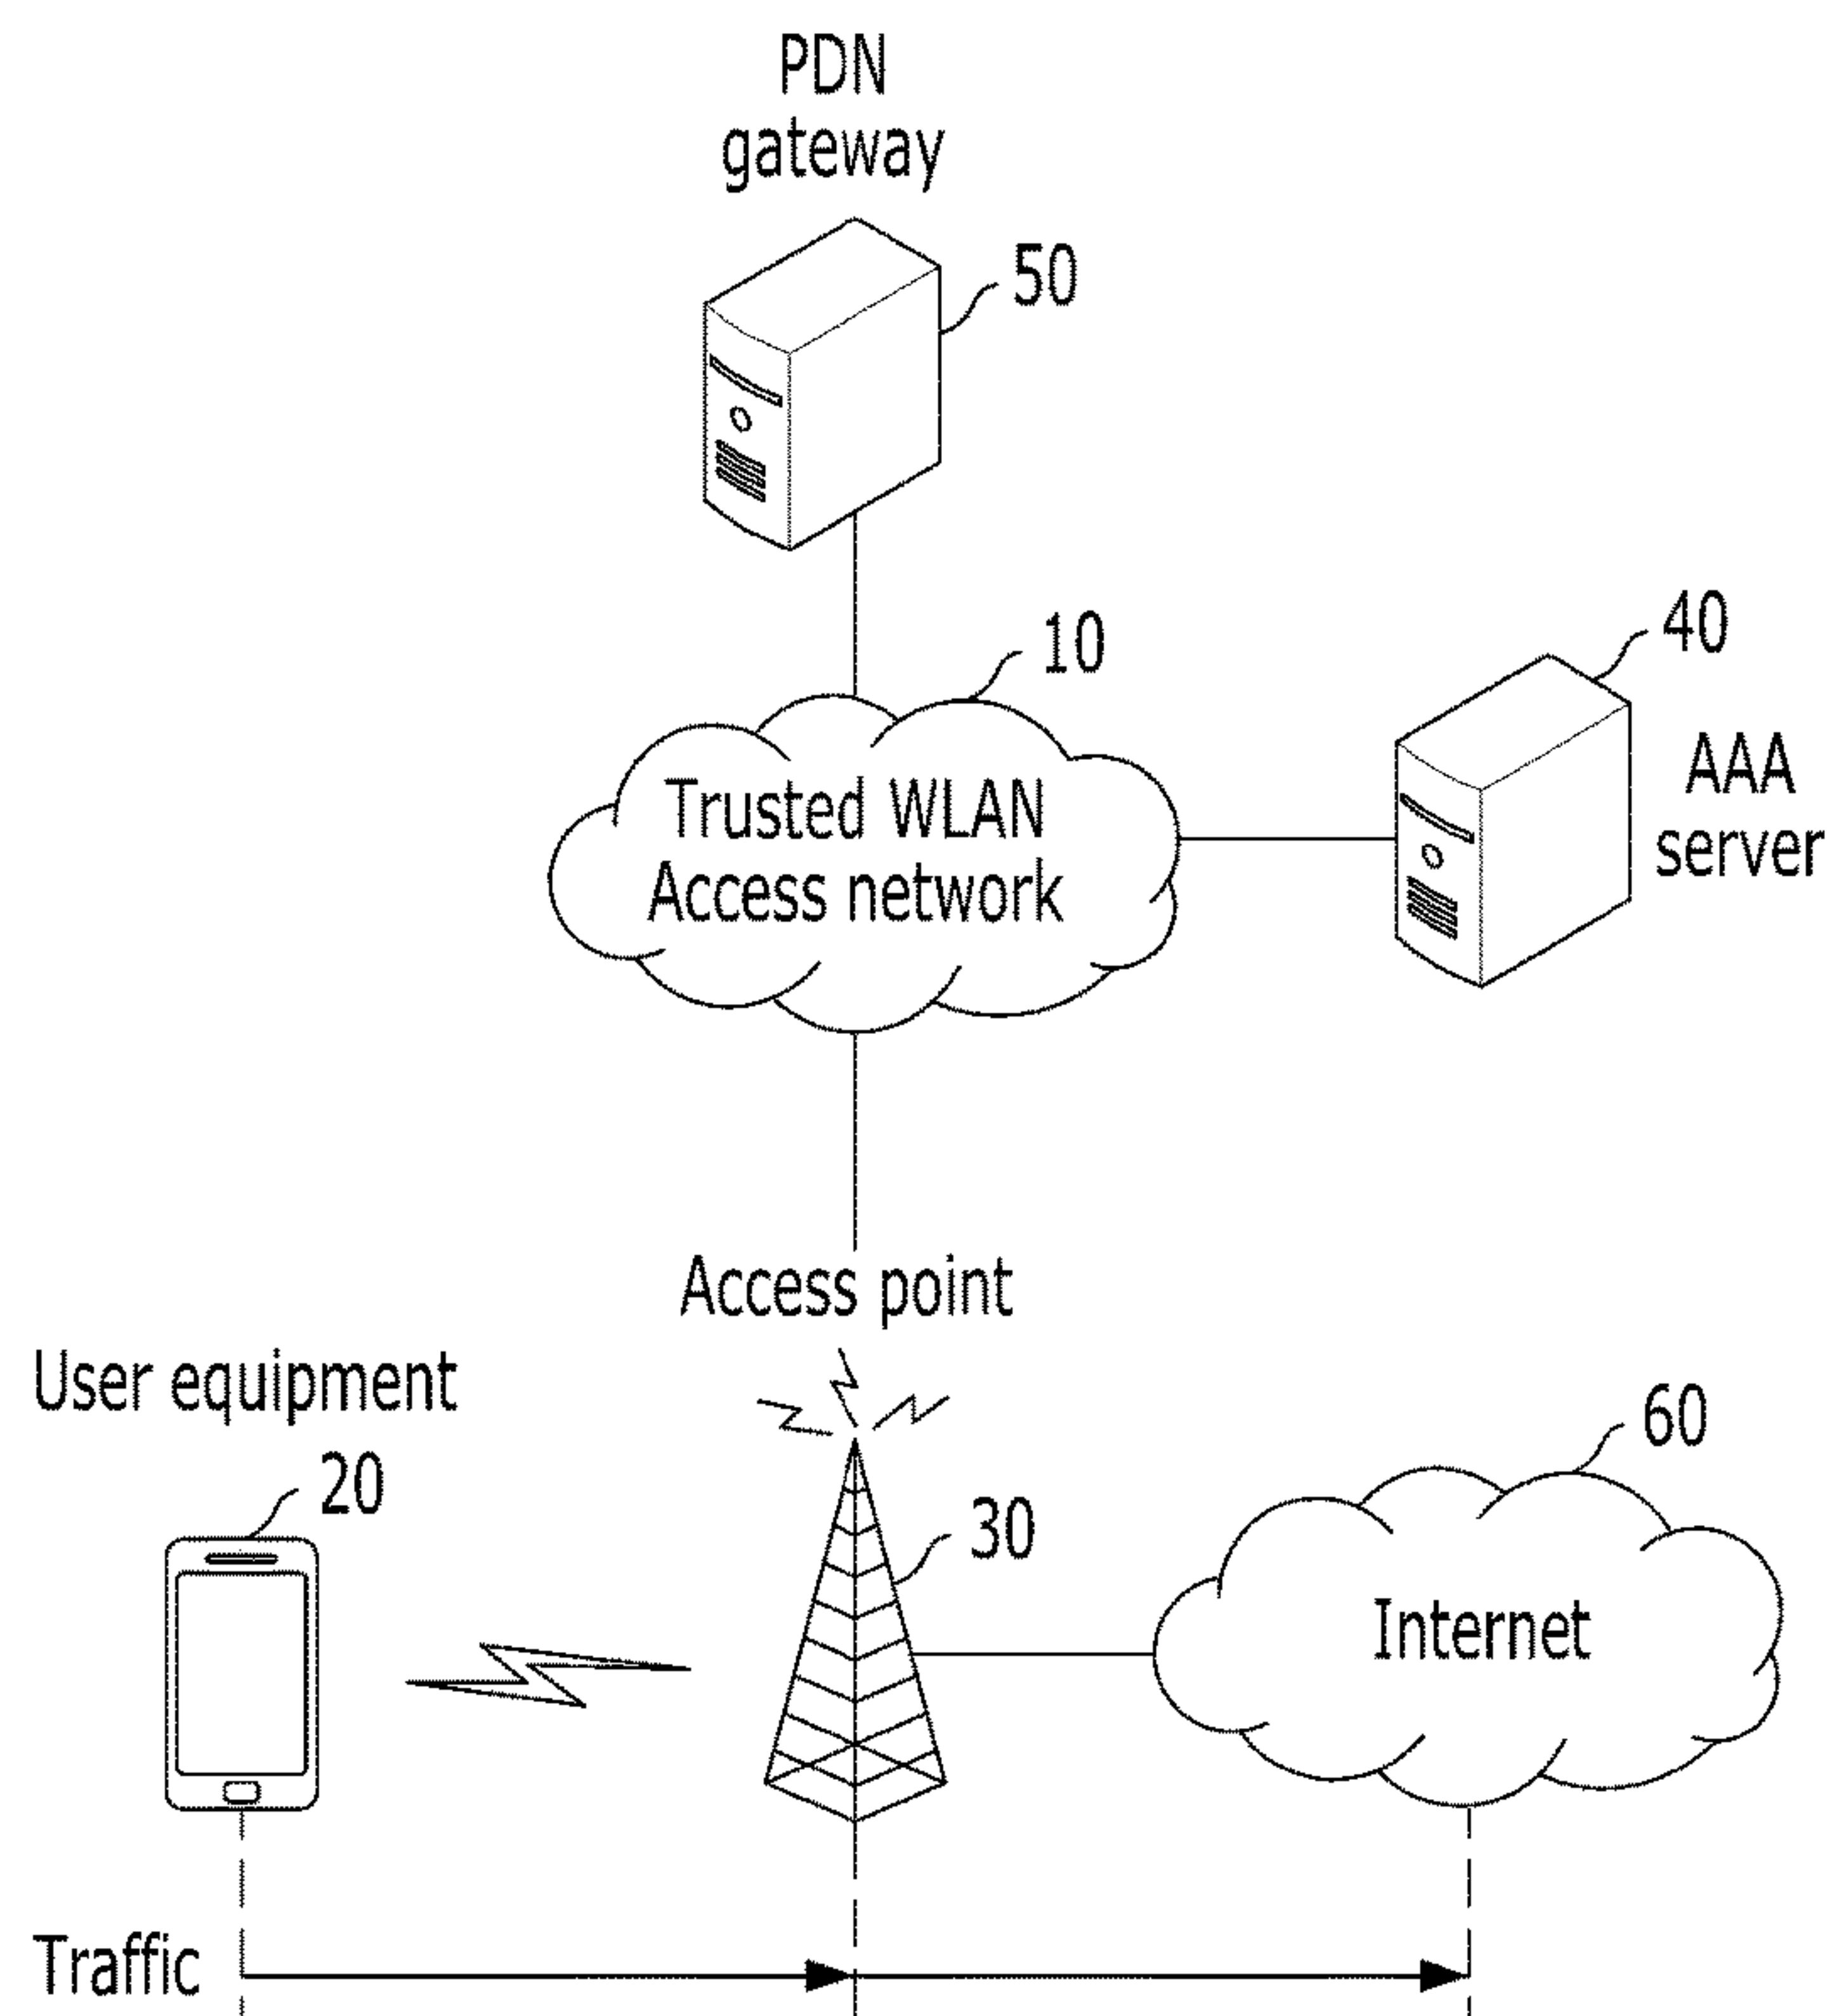 PDN
gateway
50
10
40
Trusted WLAN
Access network
AAA
server
Access point
User equipment
60
20
30
Internet
Traffic